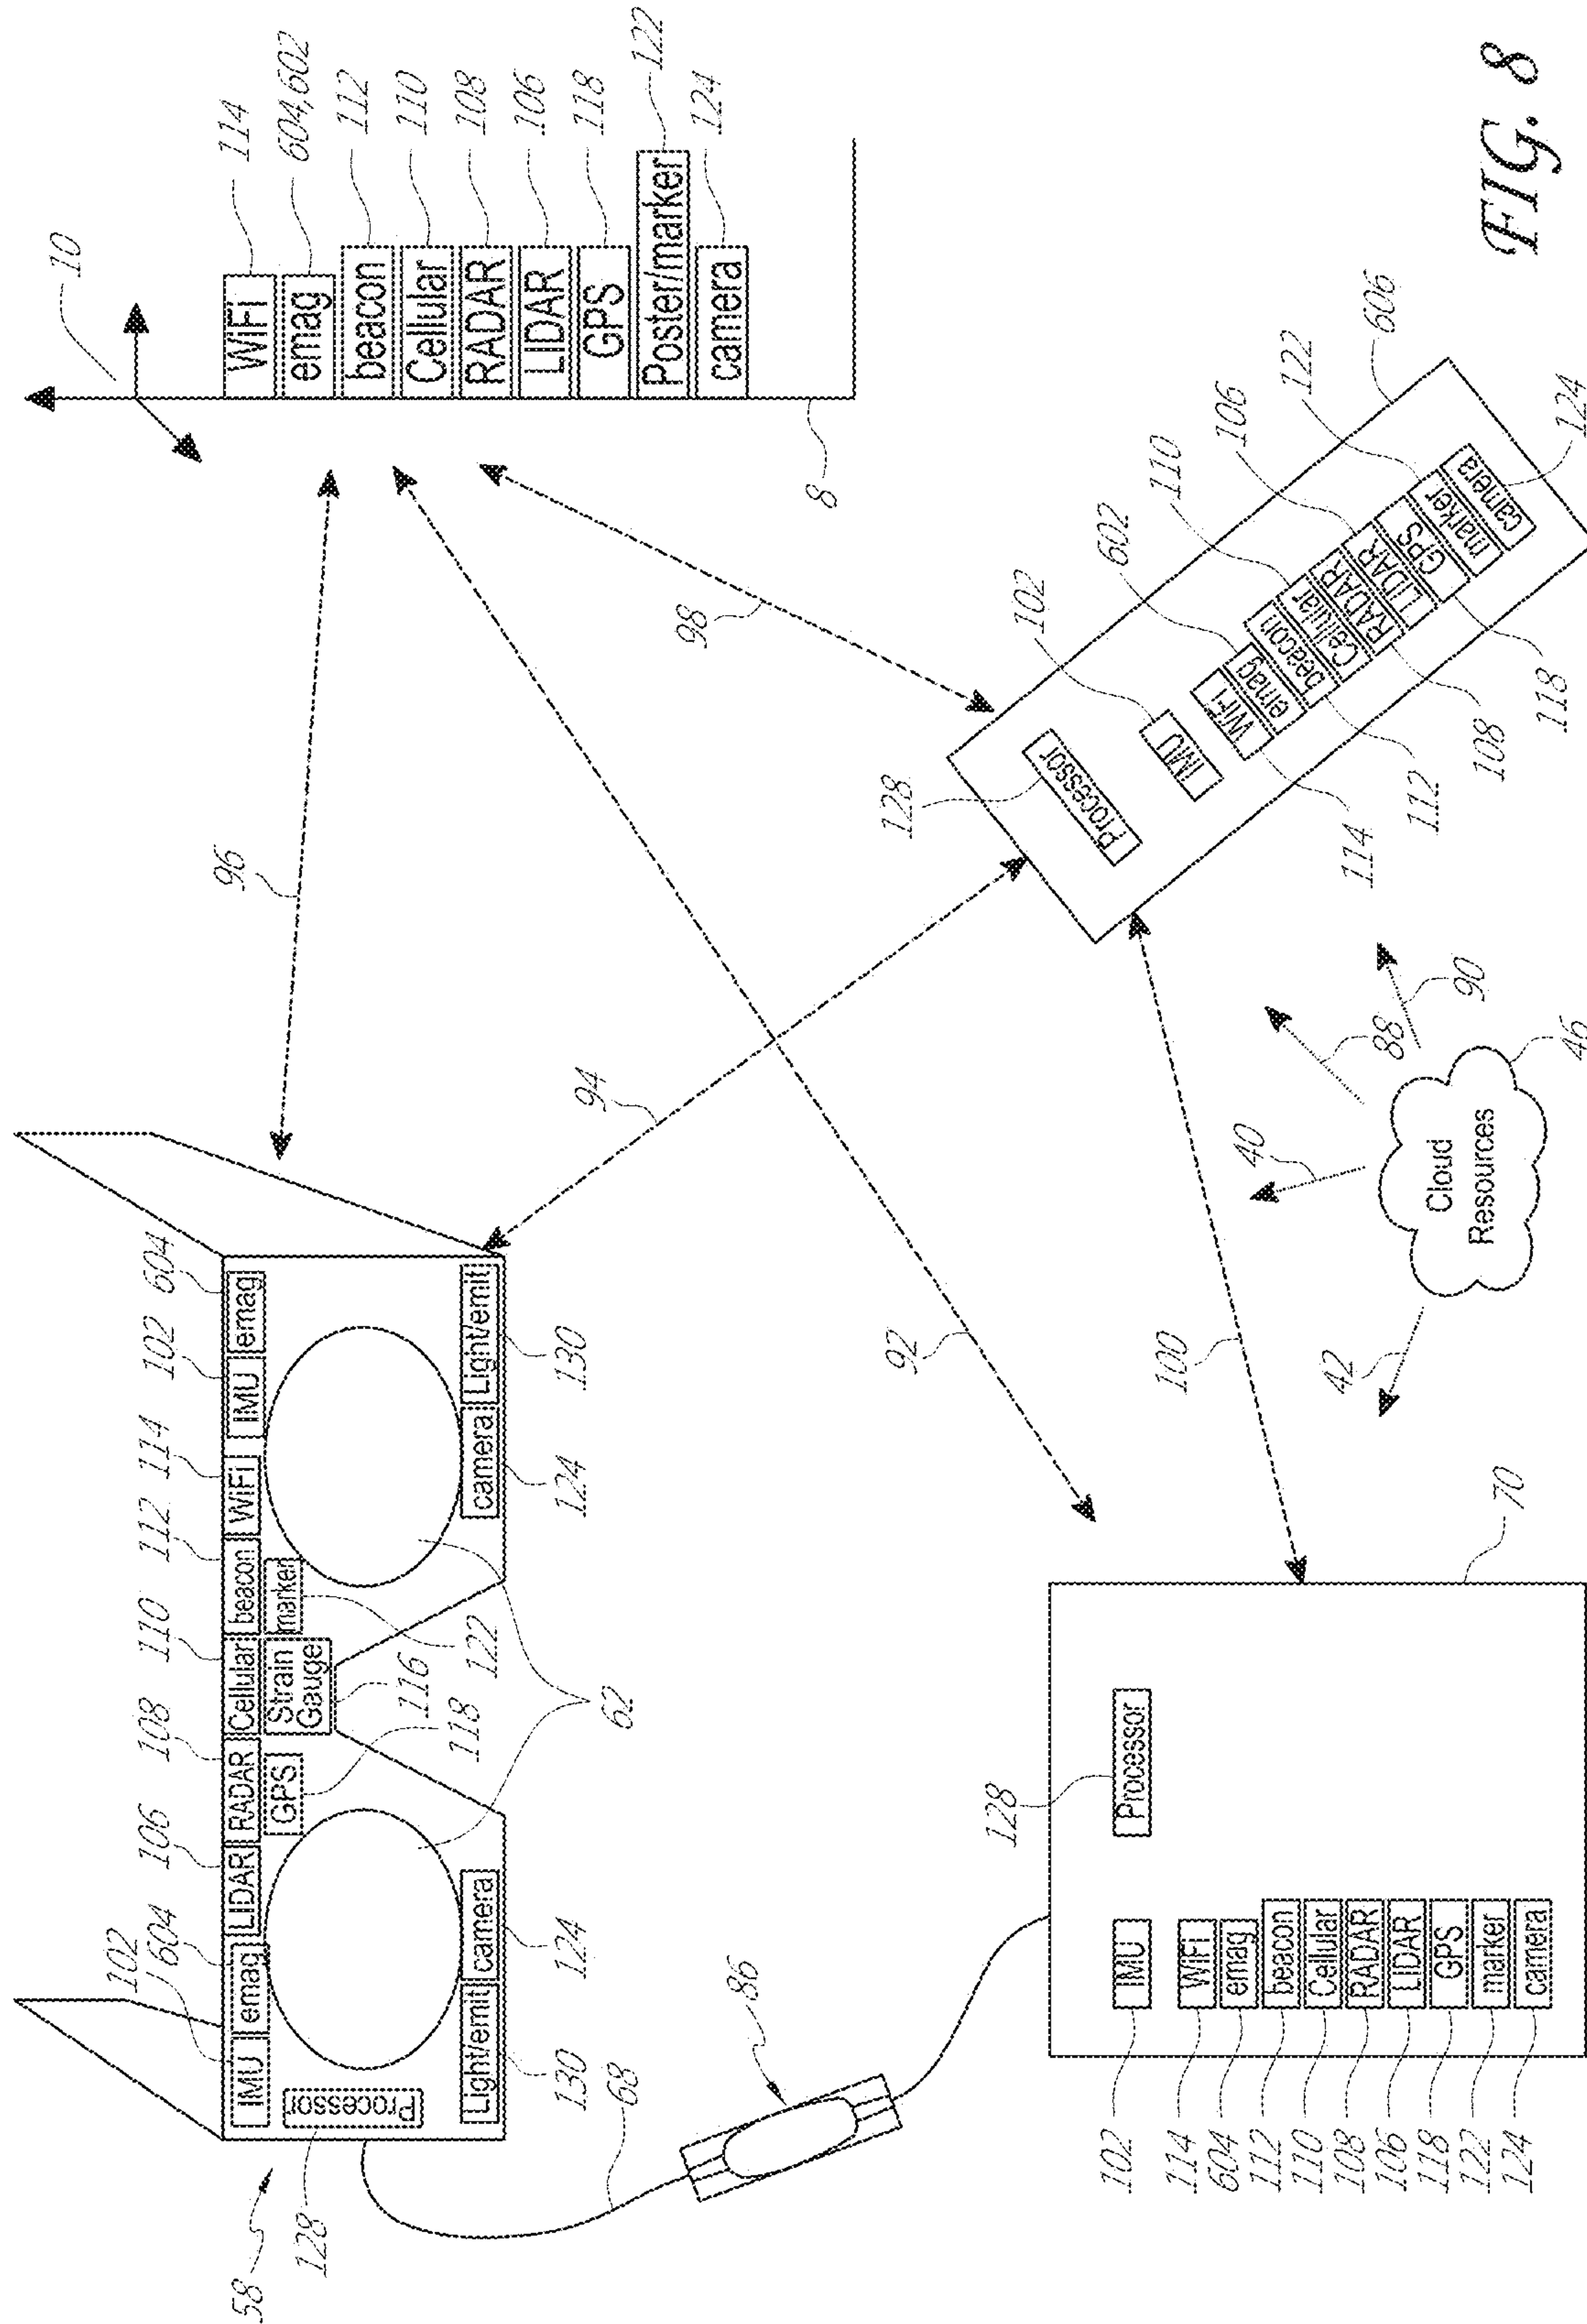 58
102
604
106
108
110
112
114
102
604
IMU
emag
LIDAR
RADAR
Cellular
beacon
WiFi
IMU
emag
Processor
GPS
Strain
Gauge
marker
128
Light/emit
camera
camera
Light/emit
130
124
118
116
122
62
124
130
68
86
96
94
92
98
100
10
WiFi
114
emag
604,602
beacon
112
Cellular
110
RADAR
108
LIDAR
106
GPS
118
Poster/marker
122
camera
124
8
128
Processor
102
IMU
602
WiFi
emag
beacon
Cellular
RADAR
LIDAR
GPS
marker
camera
110
106
122
606
114
112
108
118
124
128
Processor
70
102
IMU
114
WiFi
604
emag
112
beacon
110
Cellular
108
RADAR
106
LIDAR
118
GPS
122
marker
124
camera
42
40
88
90
Cloud
Resources
46
FIG. 8